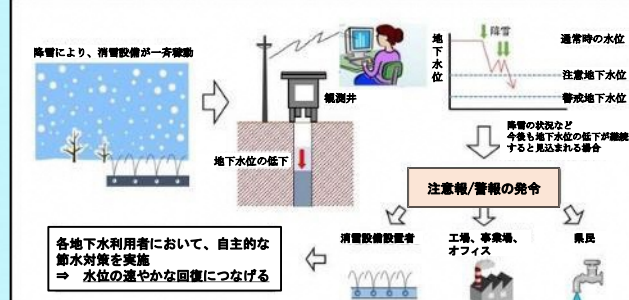 降雪により、消雪設備が一斉稼動
観測井
地下水位の低下
地下水位
降雪
通常時の水位
注意地下水位
警戒地下水位
降雪の状況など
今後も地下水位の低下が継続
すると見込まれる場合
注意報/警報の発令
消雪設備設置者
工場、事業場、
オフィス
県民
各地下水利用者において、自主的な
節水対策を実施
⇒ 水位の速やかな回復につなげる